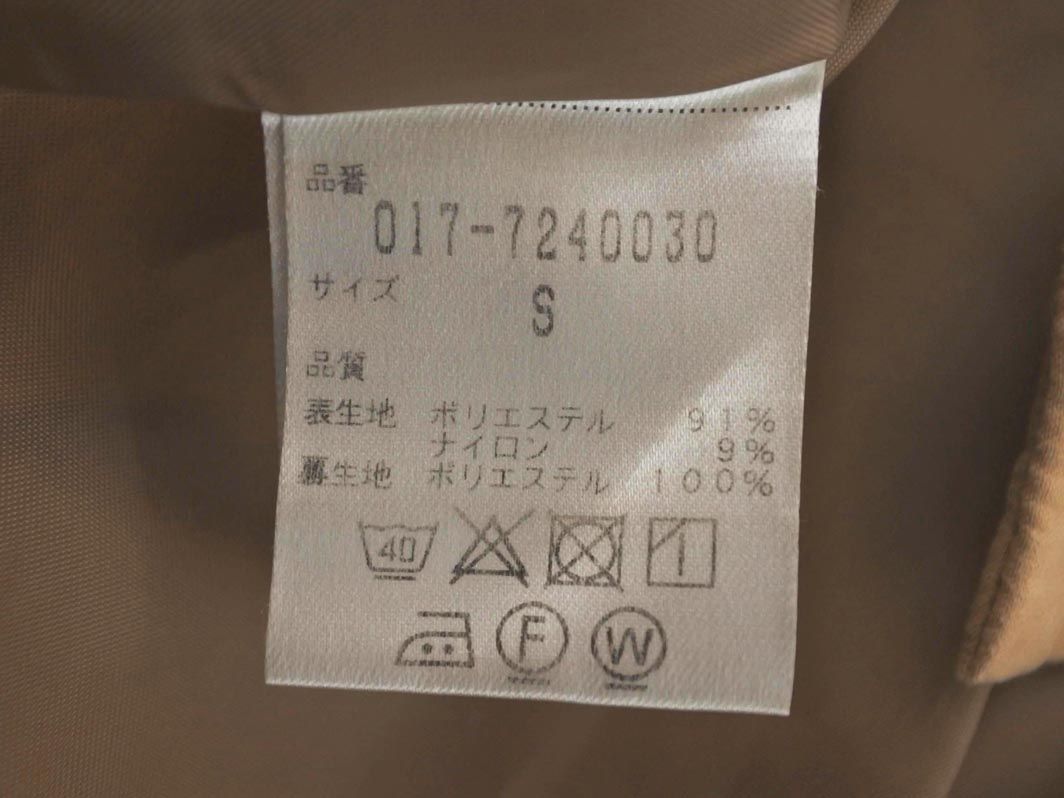 品番
017-7240030
サイズ S
品質
表生地 ポリエステル 91%
ナイロン 9%
生地 ポリエステル 100%
40
F W